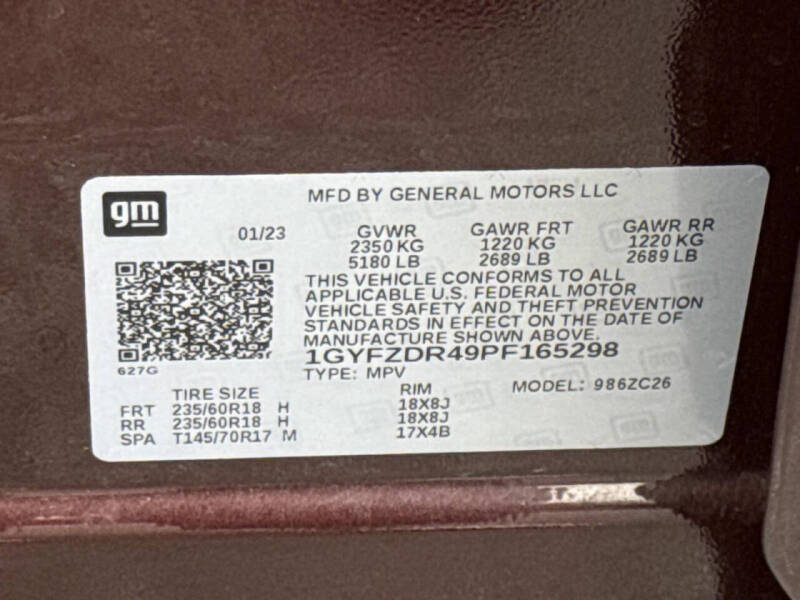 gm
MFD BY GENERAL MOTORS LLC
01/23 GVWR GAWR FRT GAWR RR
2350 KG 1220 KG 1220 KG
5180 LB 2689 LB 2689 LB
THIS VEHICLE CONFORMS TO ALL
APPLICABLE U.S. FEDERAL MOTOR
VEHICLE SAFETY AND THEFT PREVENTION
STANDARDS IN EFFECT ON THE DATE OF
MANUFACTURE SHOWN ABOVE.
1GYFZDR49PF165298
627G
TYPE: MPV MODEL: 986ZC26
TIRE SIZE RIM
FRT 235/60R18 H 18X8J
RR 235/60R18 H 18X8J
SPA T145/70R17 M 17X4B